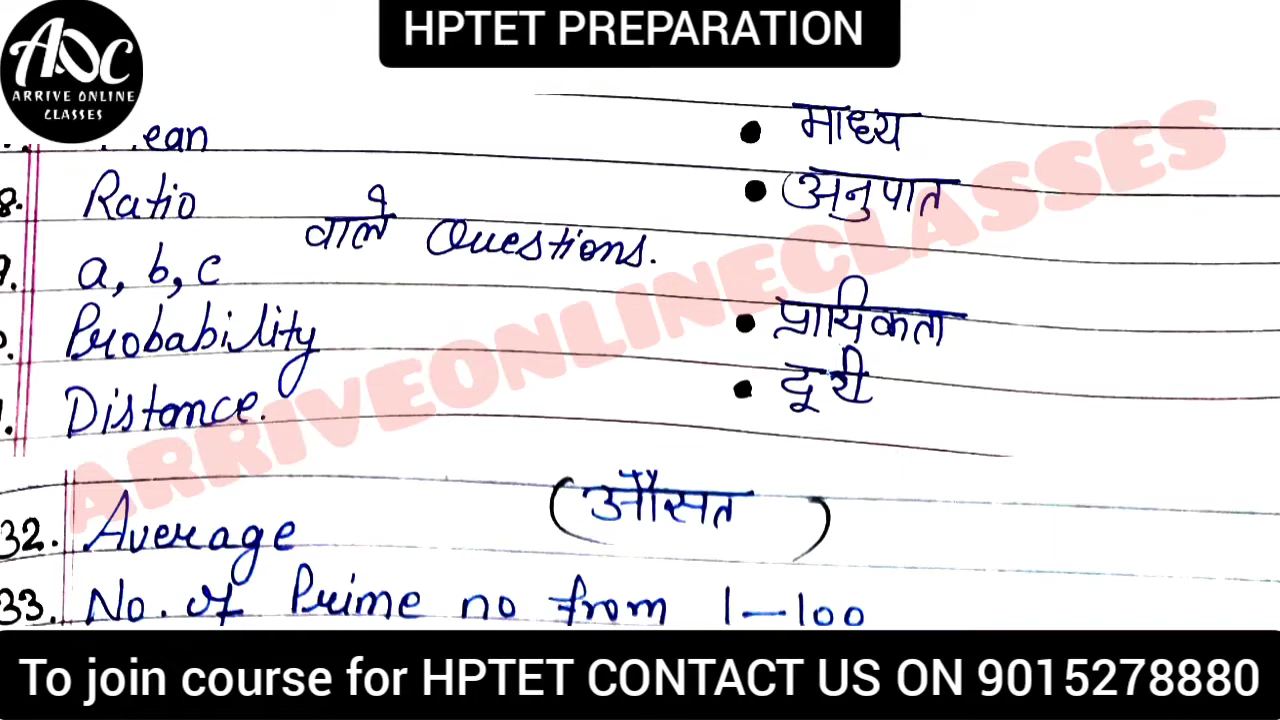 HPTET PREPARATION
AOC
ARRIVE ONLINE
CLASSES
ean • माध्य
8. Ratio • अनुपात
वाले Questions.
9. a, b, c
Probability • प्रायिकता
Distance. • दूरी
32. Average (औसत)
33. No. of Prime no from 1-100
ARRIVEONLINECLASSES
To join course for HPTET CONTACT US ON 9015278880